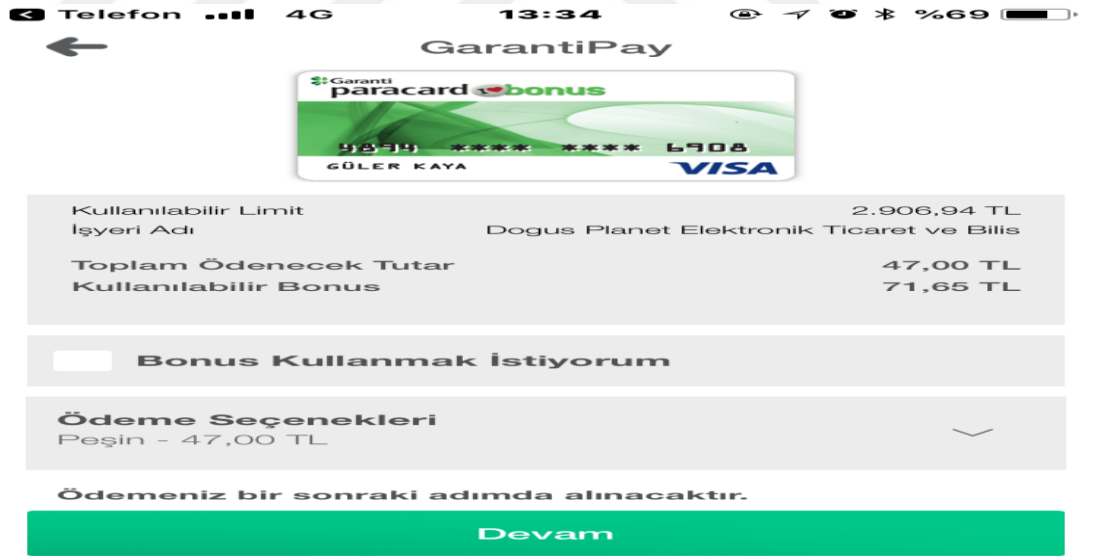 Telefon 4G 13:34 %69
GarantiPay
Garanti
paracard bonus
4894 **** **** 6908
GÜLER KAYA VISA
Kullanılabilir Limit 2.906,94 TL
İşyeri Adı Dogus Planet Elektronik Ticaret ve Bilis
Toplam Ödenecek Tutar 47,00 TL
Kullanılabilir Bonus 71,65 TL
Bonus Kullanmak İstiyorum
Ödeme Seçenekleri
Peşin - 47,00 TL
Ödemeniz bir sonraki adımda alınacaktır.
Devam